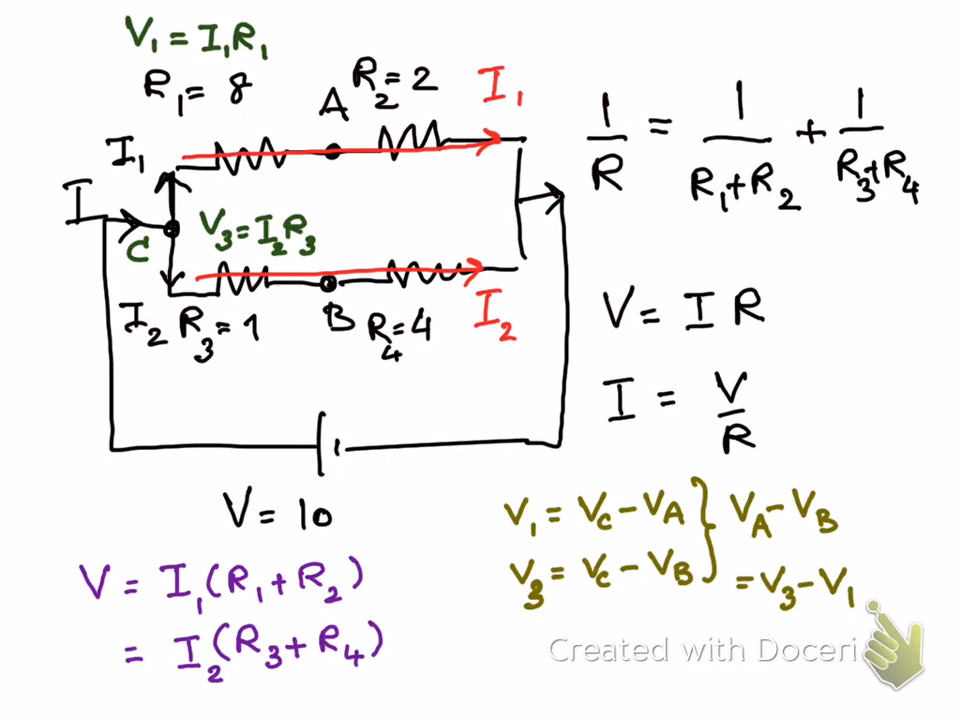 V₁ = I₁R₁
R₁ = 8
A
R₂ = 2
I₁
I₁
I
C
V₃ = I₂R₃
I₂
R₃ = 1
B
R₄ = 4
I₂
V = 10
1/R = 1/(R₁+R₂) + 1/(R₃+R₄)
V = I R
I = V/R
V = I₁(R₁+R₂)
= I₂(R₃+R₄)
V₁ = V_C − V_A } V_A − V_B
V₃ = V_C − V_B } = V₃ − V₁
Created with Doceri